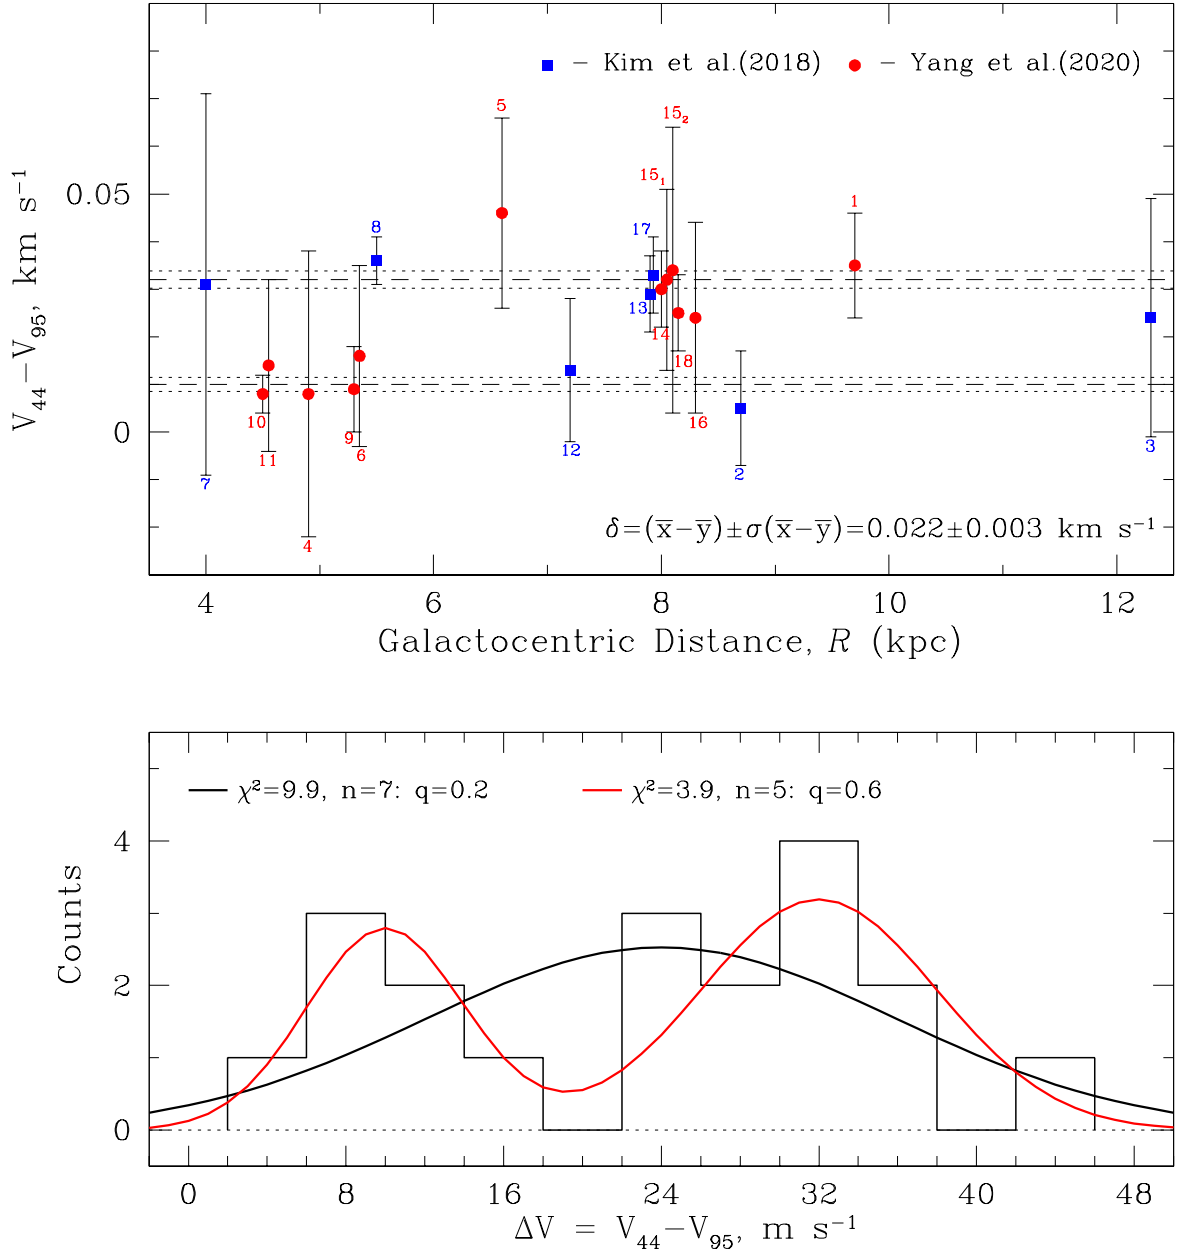 ■ – Kim et al.(2018) ● – Yang et al.(2020)
15₂
5
15₁
1
17
8
0.05
V₄₄–V₉₅, km s⁻¹
13
14
18
10
16
9
12
3
11
6
2
7
0
4
δ=(x̅–y̅)±σ(x̅–y̅)=0.022±0.003 km s⁻¹
4 6 8 10 12
Galactocentric Distance, R (kpc)
χ²=9.9, n=7: q=0.2 χ²=3.9, n=5: q=0.6
4
Counts
2
0
0 8 16 24 32 40 48
ΔV = V₄₄–V₉₅, m s⁻¹